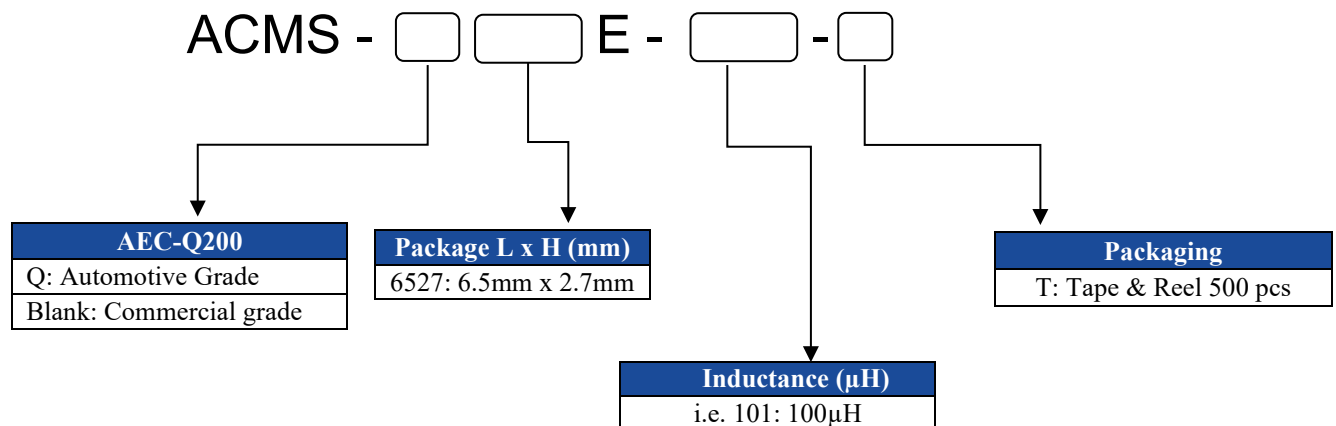 ACMS - E - -
AEC-Q200
Q: Automotive Grade
Blank: Commercial grade
Package L x H (mm)
6527: 6.5mm x 2.7mm
Packaging
T: Tape & Reel 500 pcs
Inductance (µH)
i.e. 101: 100µH